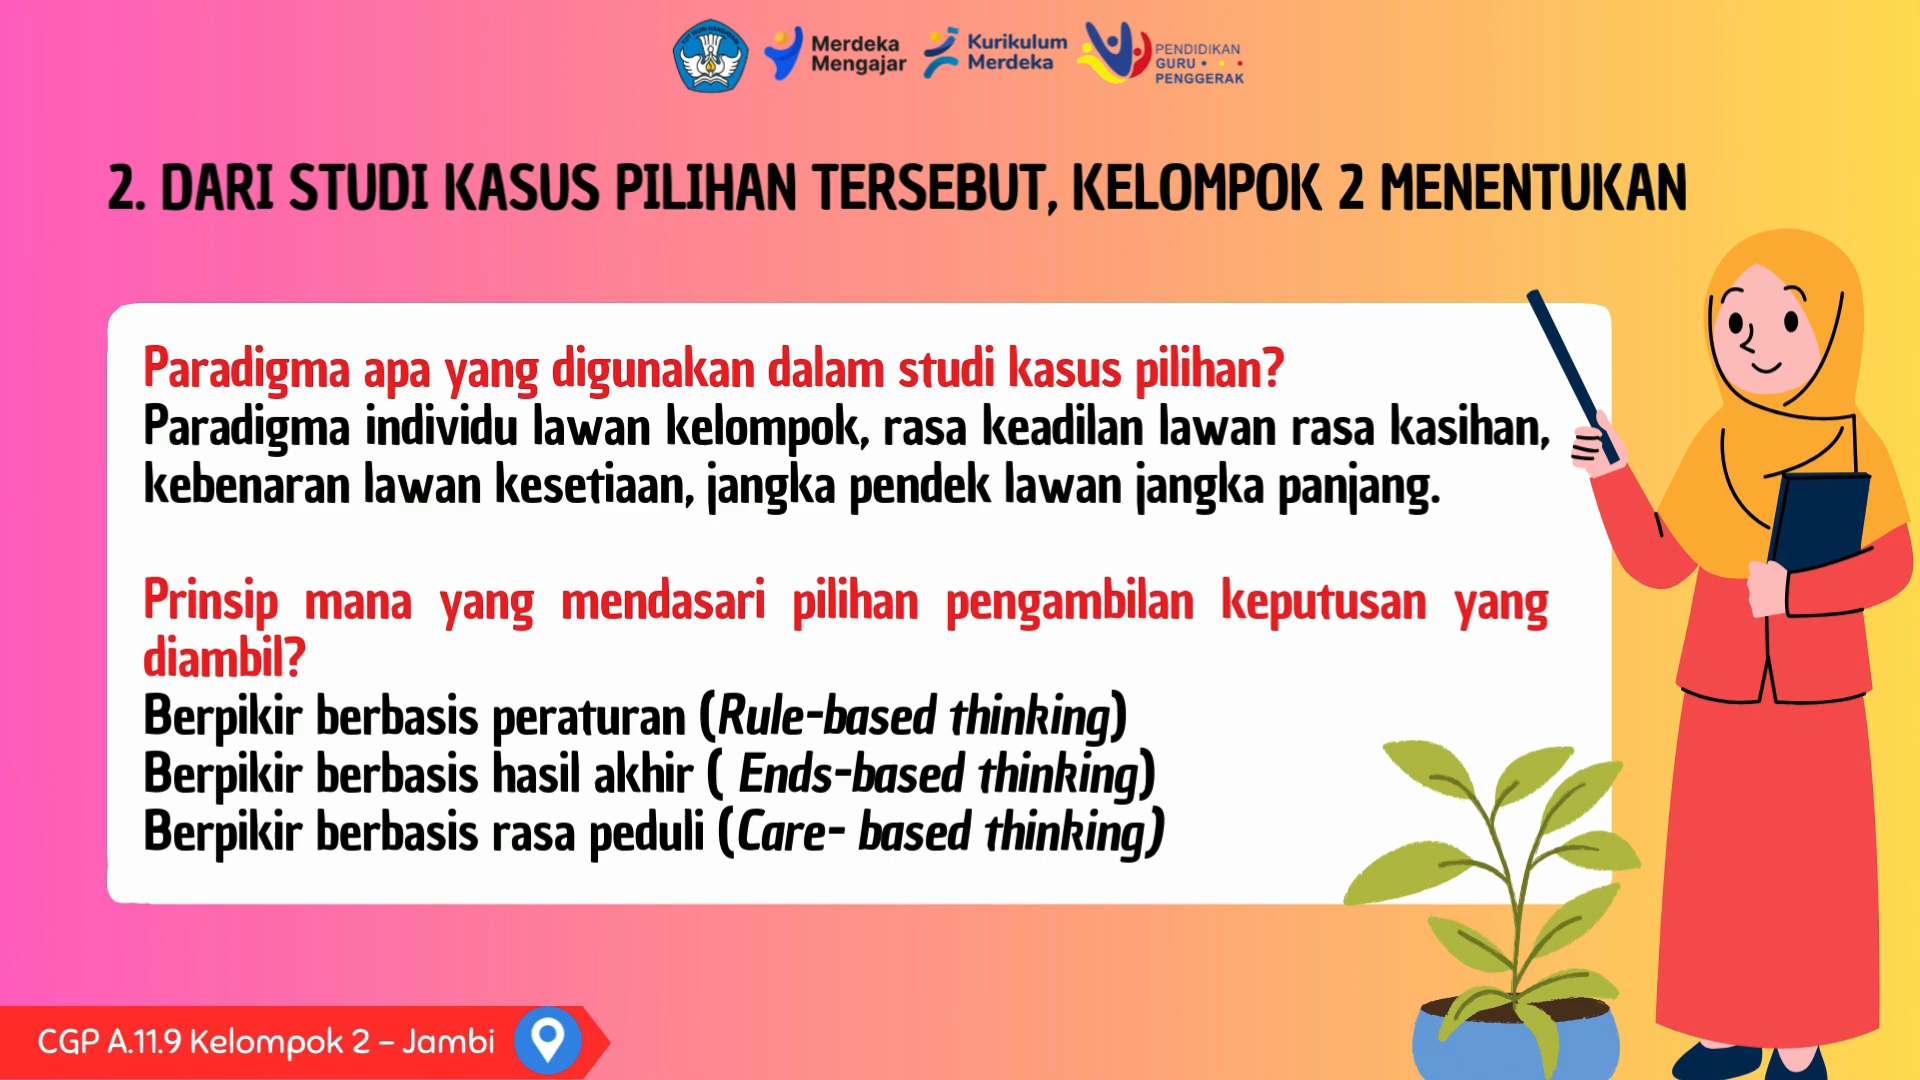 Merdeka
Mengajar
Kurikulum
Merdeka
PENDIDIKAN
GURU
PENGGERAK
2. DARI STUDI KASUS PILIHAN TERSEBUT, KELOMPOK 2 MENENTUKAN
Paradigma apa yang digunakan dalam studi kasus pilihan?
Paradigma individu lawan kelompok, rasa keadilan lawan rasa kasihan,
kebenaran lawan kesetiaan, jangka pendek lawan jangka panjang.
Prinsip mana yang mendasari pilihan pengambilan keputusan yang
diambil?
Berpikir berbasis peraturan (Rule-based thinking)
Berpikir berbasis hasil akhir ( Ends-based thinking)
Berpikir berbasis rasa peduli (Care- based thinking)
CGP A.11.9 Kelompok 2 – Jambi